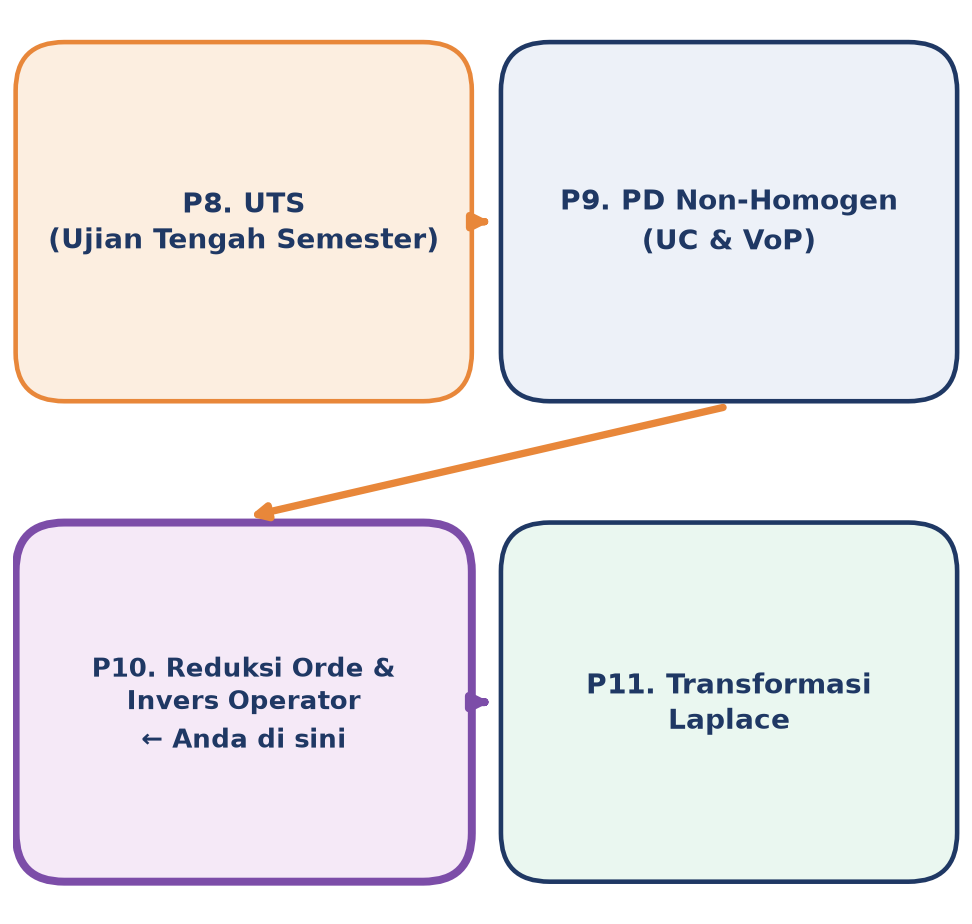 P8. UTS
(Ujian Tengah Semester)
P9. PD Non-Homogen
(UC & VoP)
P10. Reduksi Orde &
Invers Operator
← Anda di sini
P11. Transformasi
Laplace